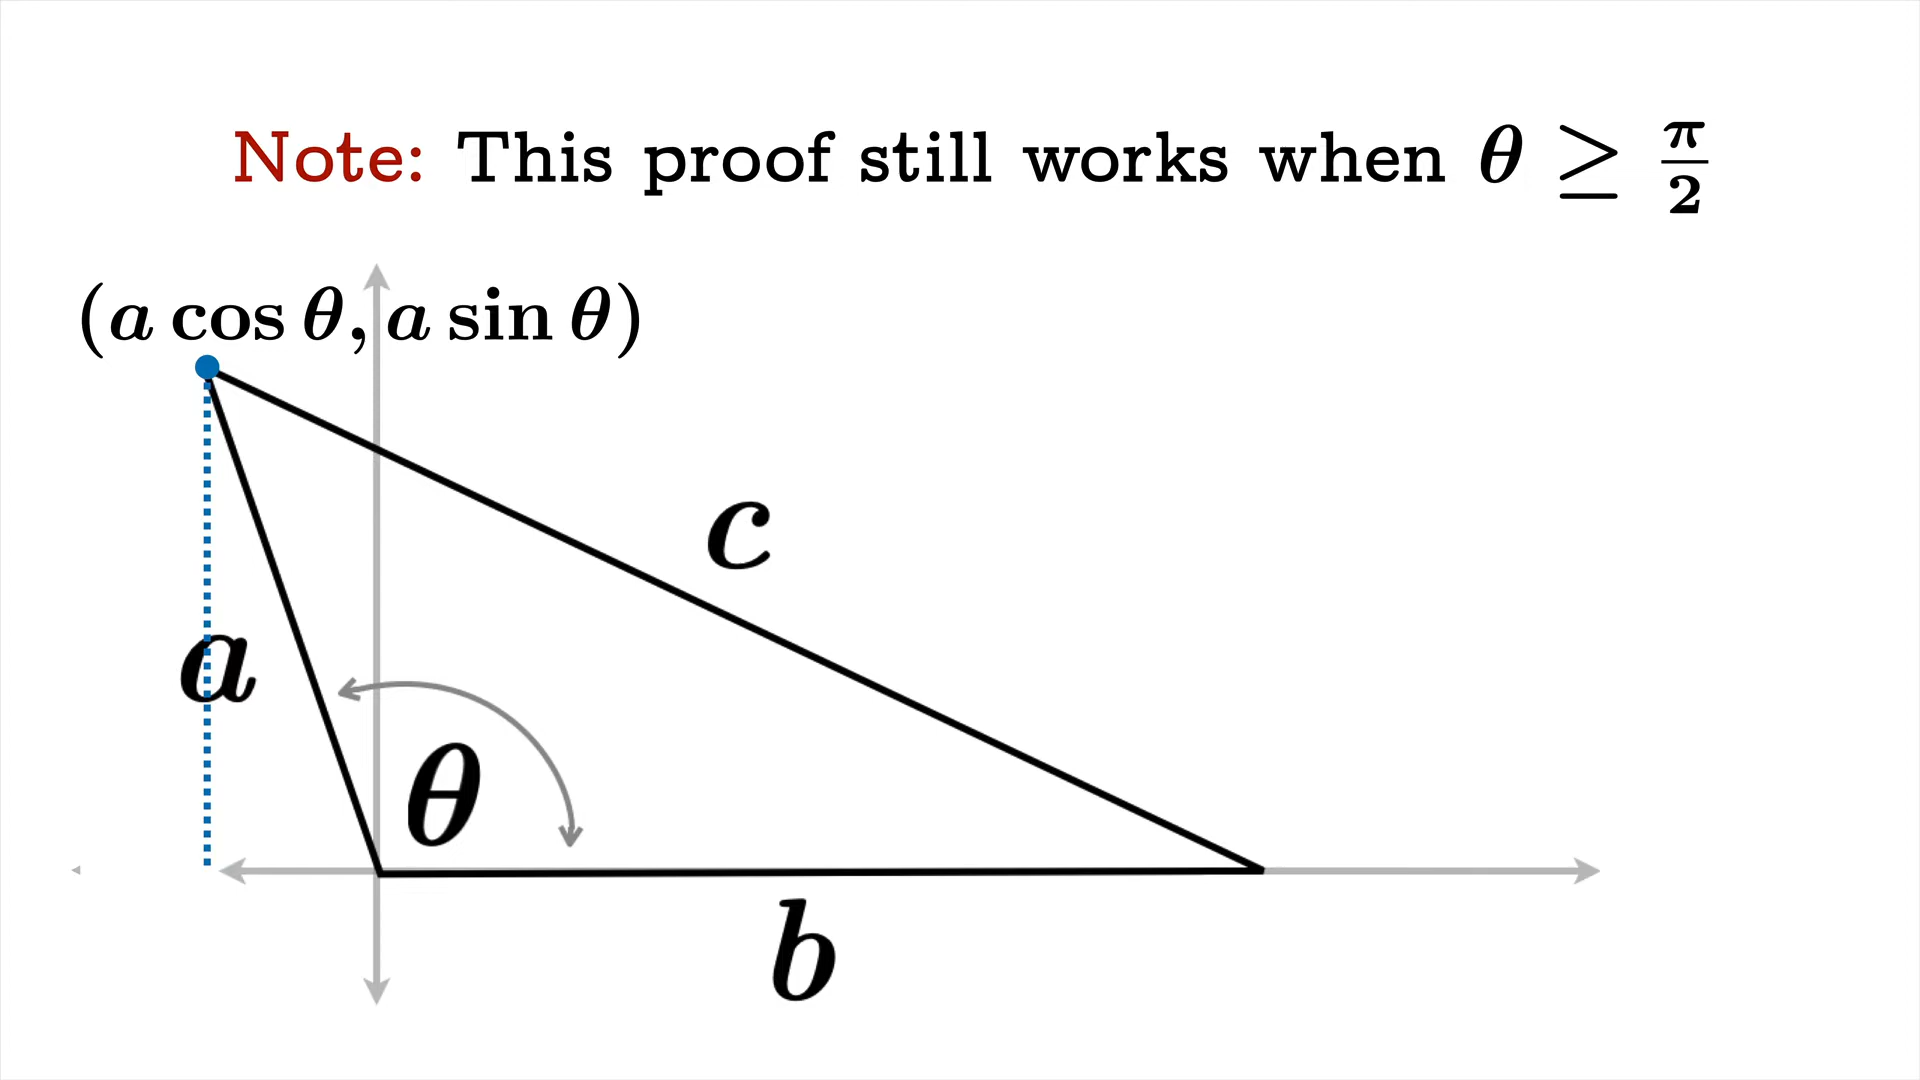 Note: This proof still works when θ ≥ π/2
(a cos θ, a sin θ)
c
a
θ
b